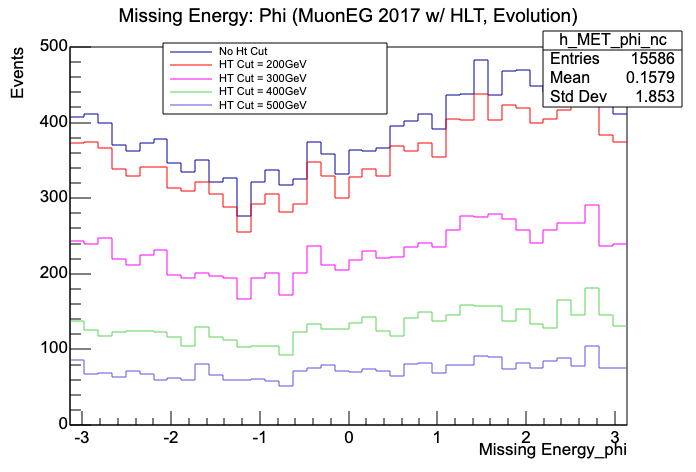 Missing Energy: Phi (MuonEG 2017 w/ HLT, Evolution)
h_MET_phi_nc
Entries 15586
Mean 0.1579
Std Dev 1.853
No Ht Cut
HT Cut = 200GeV
HT Cut = 300GeV
HT Cut = 400GeV
HT Cut = 500GeV
Events
500
400
300
200
100
0
-3 -2 -1 0 1 2 3
Missing Energy_phi